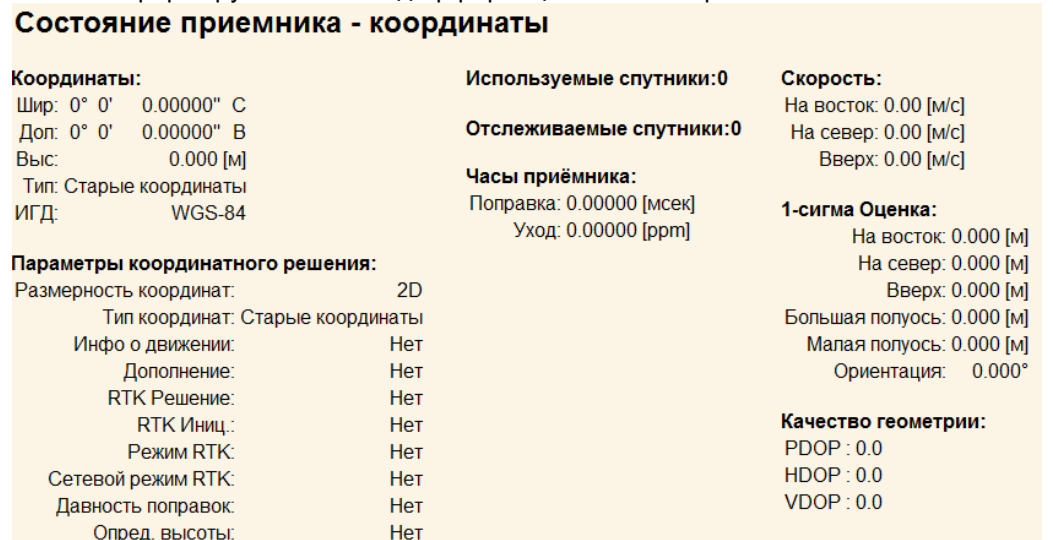 Состояние приемника - координаты
Координаты:
Шир: 0° 0' 0.00000" С
Дол: 0° 0' 0.00000" В
Выс: 0.000 [м]
Тип: Старые координаты
ИГД: WGS-84
Параметры координатного решения:
Размерность координат: 2D
Тип координат: Старые координаты
Инфо о движении: Нет
Дополнение: Нет
RTK Решение: Нет
RTK Иниц.: Нет
Режим RTK: Нет
Сетевой режим RTK: Нет
Давность поправок: Нет
Опред. высоты: Нет
Используемые спутники:0
Отслеживаемые спутники:0
Часы приёмника:
Поправка: 0.00000 [мсек]
Уход: 0.00000 [ppm]
Скорость:
На восток: 0.00 [м/с]
На север: 0.00 [м/с]
Вверх: 0.00 [м/с]
1-сигма Оценка:
На восток: 0.000 [м]
На север: 0.000 [м]
Вверх: 0.000 [м]
Большая полуось: 0.000 [м]
Малая полуось: 0.000 [м]
Ориентация: 0.000°
Качество геометрии:
PDOP : 0.0
HDOP : 0.0
VDOP : 0.0